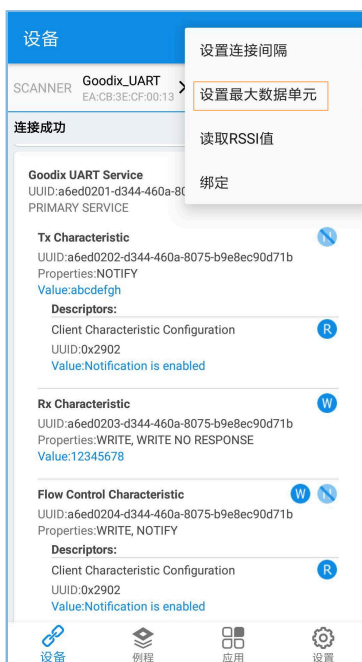 设备
设置连接间隔
SCANNER
Goodix_UART
EA:CB:3E:CF:00:13
设置最大数据单元
连接成功
读取RSSI值
绑定
Goodix UART Service
UUID:a6ed0201-d344-460a-80
PRIMARY SERVICE
Tx Characteristic
UUID:a6ed0202-d344-460a-8075-b9e8ec90d71b
Properties:NOTIFY
Value:abcdefgh
Descriptors:
Client Characteristic Configuration
R
UUID:0x2902
Value:Notification is enabled
Rx Characteristic
W
UUID:a6ed0203-d344-460a-8075-b9e8ec90d71b
Properties:WRITE, WRITE NO RESPONSE
Value:12345678
Flow Control Characteristic
W
UUID:a6ed0204-d344-460a-8075-b9e8ec90d71b
Properties:WRITE, NOTIFY
Descriptors:
Client Characteristic Configuration
R
UUID:0x2902
Value:Notification is enabled
设备
例程
应用
设置